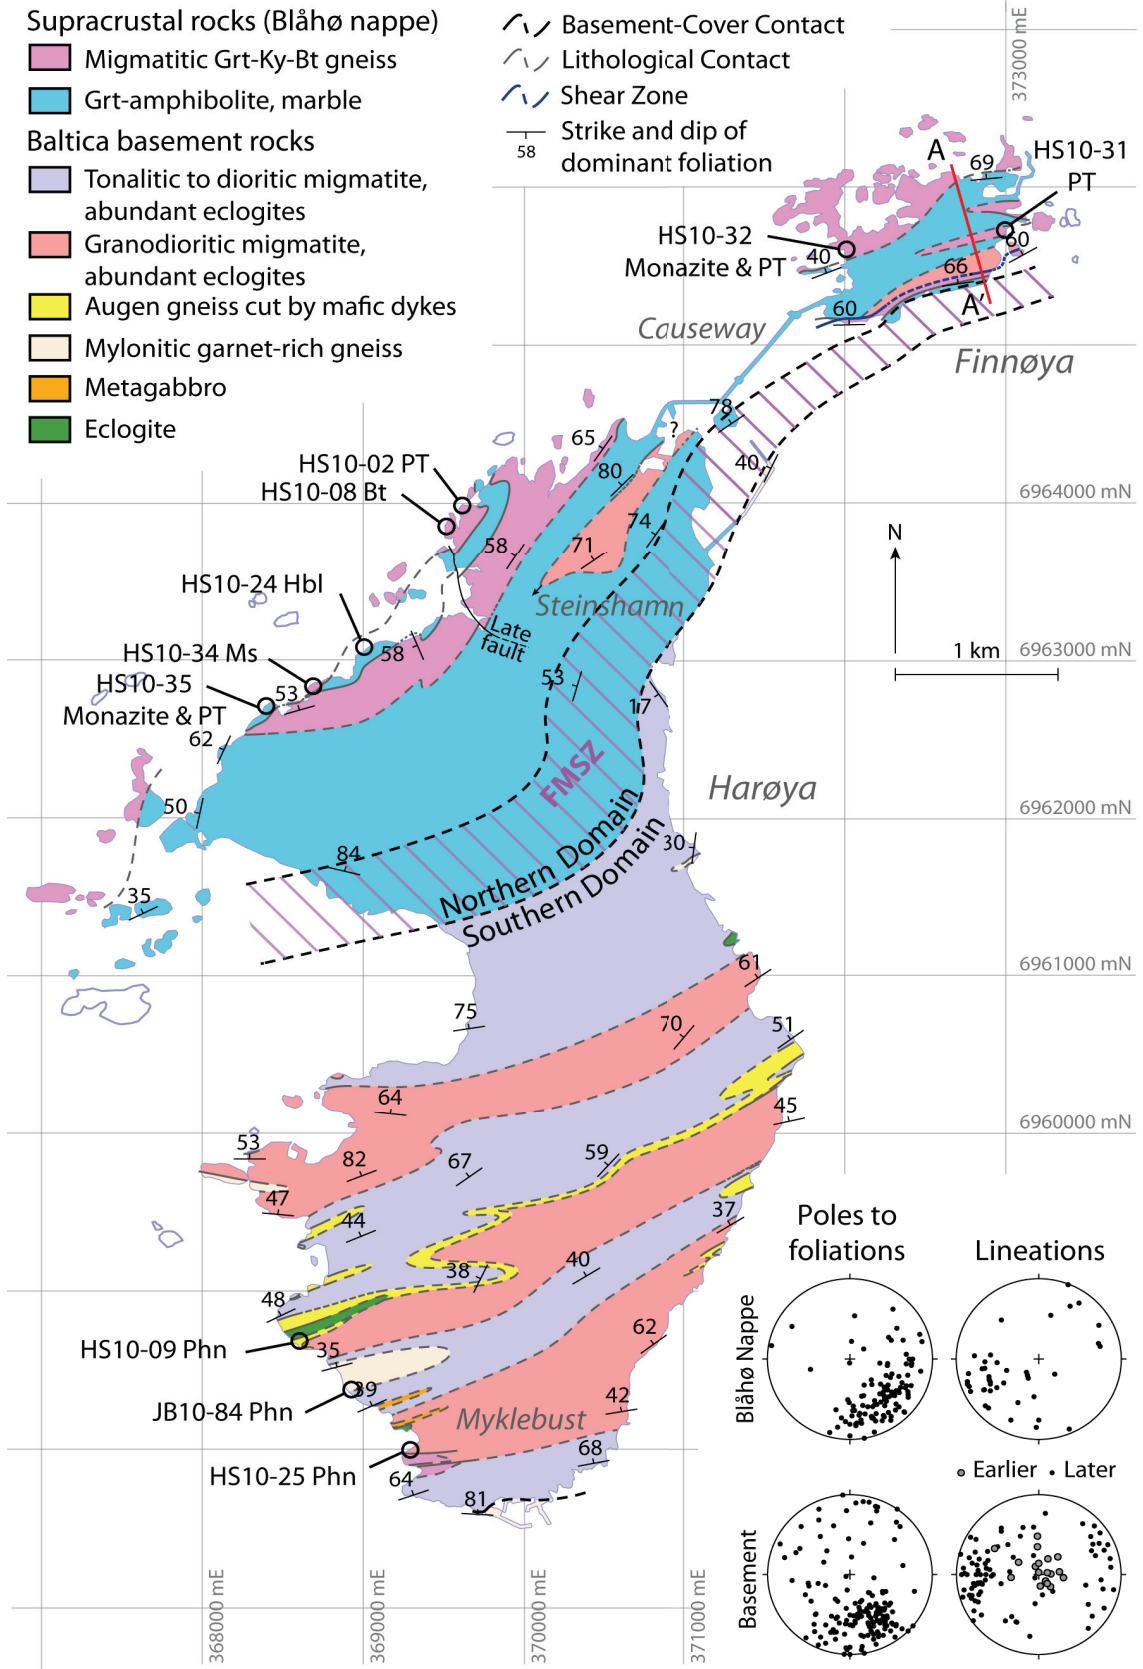 Supracrustal rocks (Blåhø nappe)
Migmatitic Grt-Ky-Bt gneiss
Grt-amphibolite, marble
Baltica basement rocks
Tonalitic to dioritic migmatite,
abundant eclogites
Granodioritic migmatite,
abundant eclogites
Augen gneiss cut by mafic dykes
Mylonitic garnet-rich gneiss
Metagabbro
Eclogite
Basement-Cover Contact
Lithological Contact
Shear Zone
58
Strike and dip of
dominant foliation
373000 mE
A
69
HS10-31
PT
HS10-32
Monazite & PT
40
60
66
60
A'
Causeway
Finnøya
78
65
?
40
80
HS10-02 PT
HS10-08 Bt
6964000 mN
74
58
71
N
HS10-24 Hbl
Steinshamn
Late
fault
HS10-34 Ms
58
1 km
6963000 mN
HS10-35
Monazite & PT
53
53
17
62
FMSZ
Harøya
50
6962000 mN
84
30
Northern Domain
Southern Domain
35
61
6961000 mN
75
70
51
64
45
6960000 mN
53
82
67
59
47
44
37
Poles to
foliations
Lineations
38
40
48
HS10-09 Phn
35
62
Blåhø Nappe
39
JB10-84 Phn
42
Myklebust
68
HS10-25 Phn
64
Earlier
Later
81
Basement
368000 mE
369000 mE
370000 mE
371000 mE